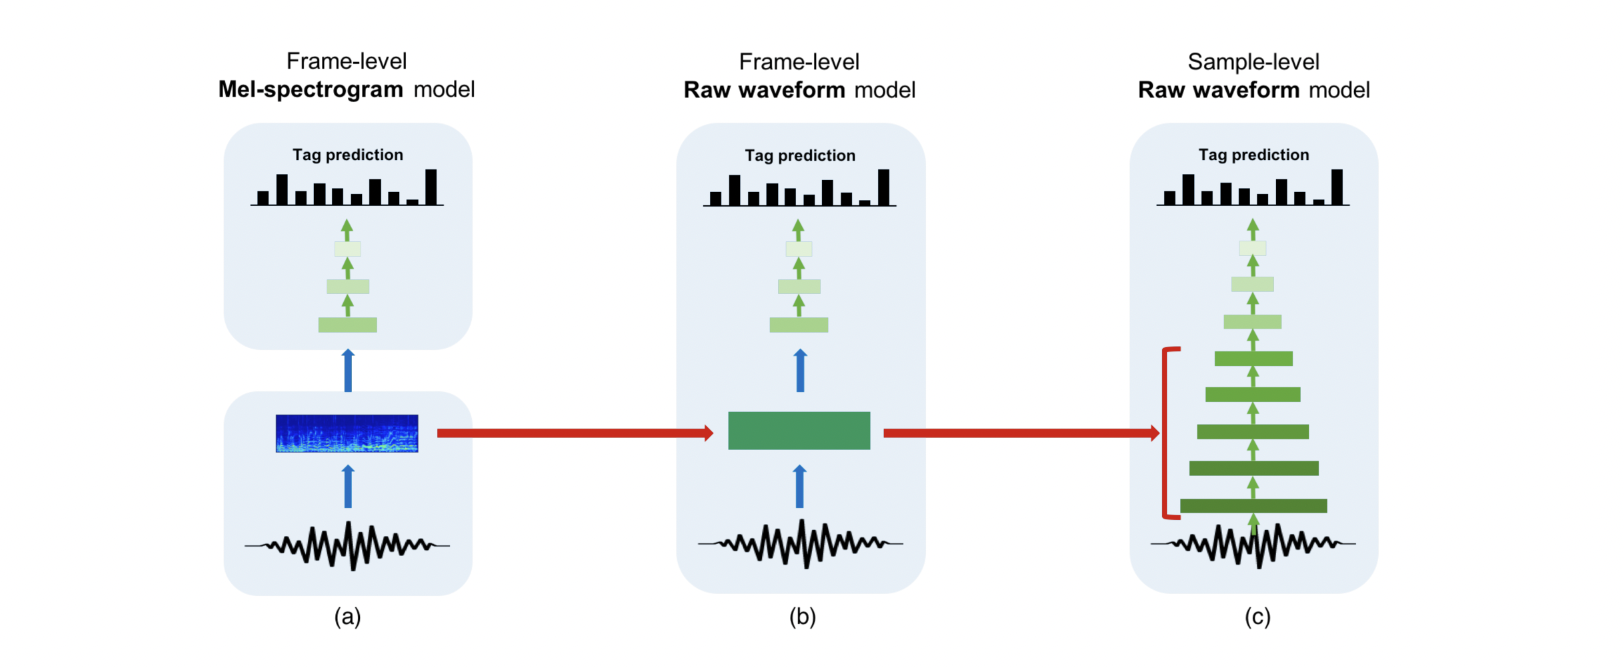 Frame-level
Mel-spectrogram model
Tag prediction
(a)
Frame-level
Raw waveform model
Tag prediction
(b)
Sample-level
Raw waveform model
Tag prediction
(c)